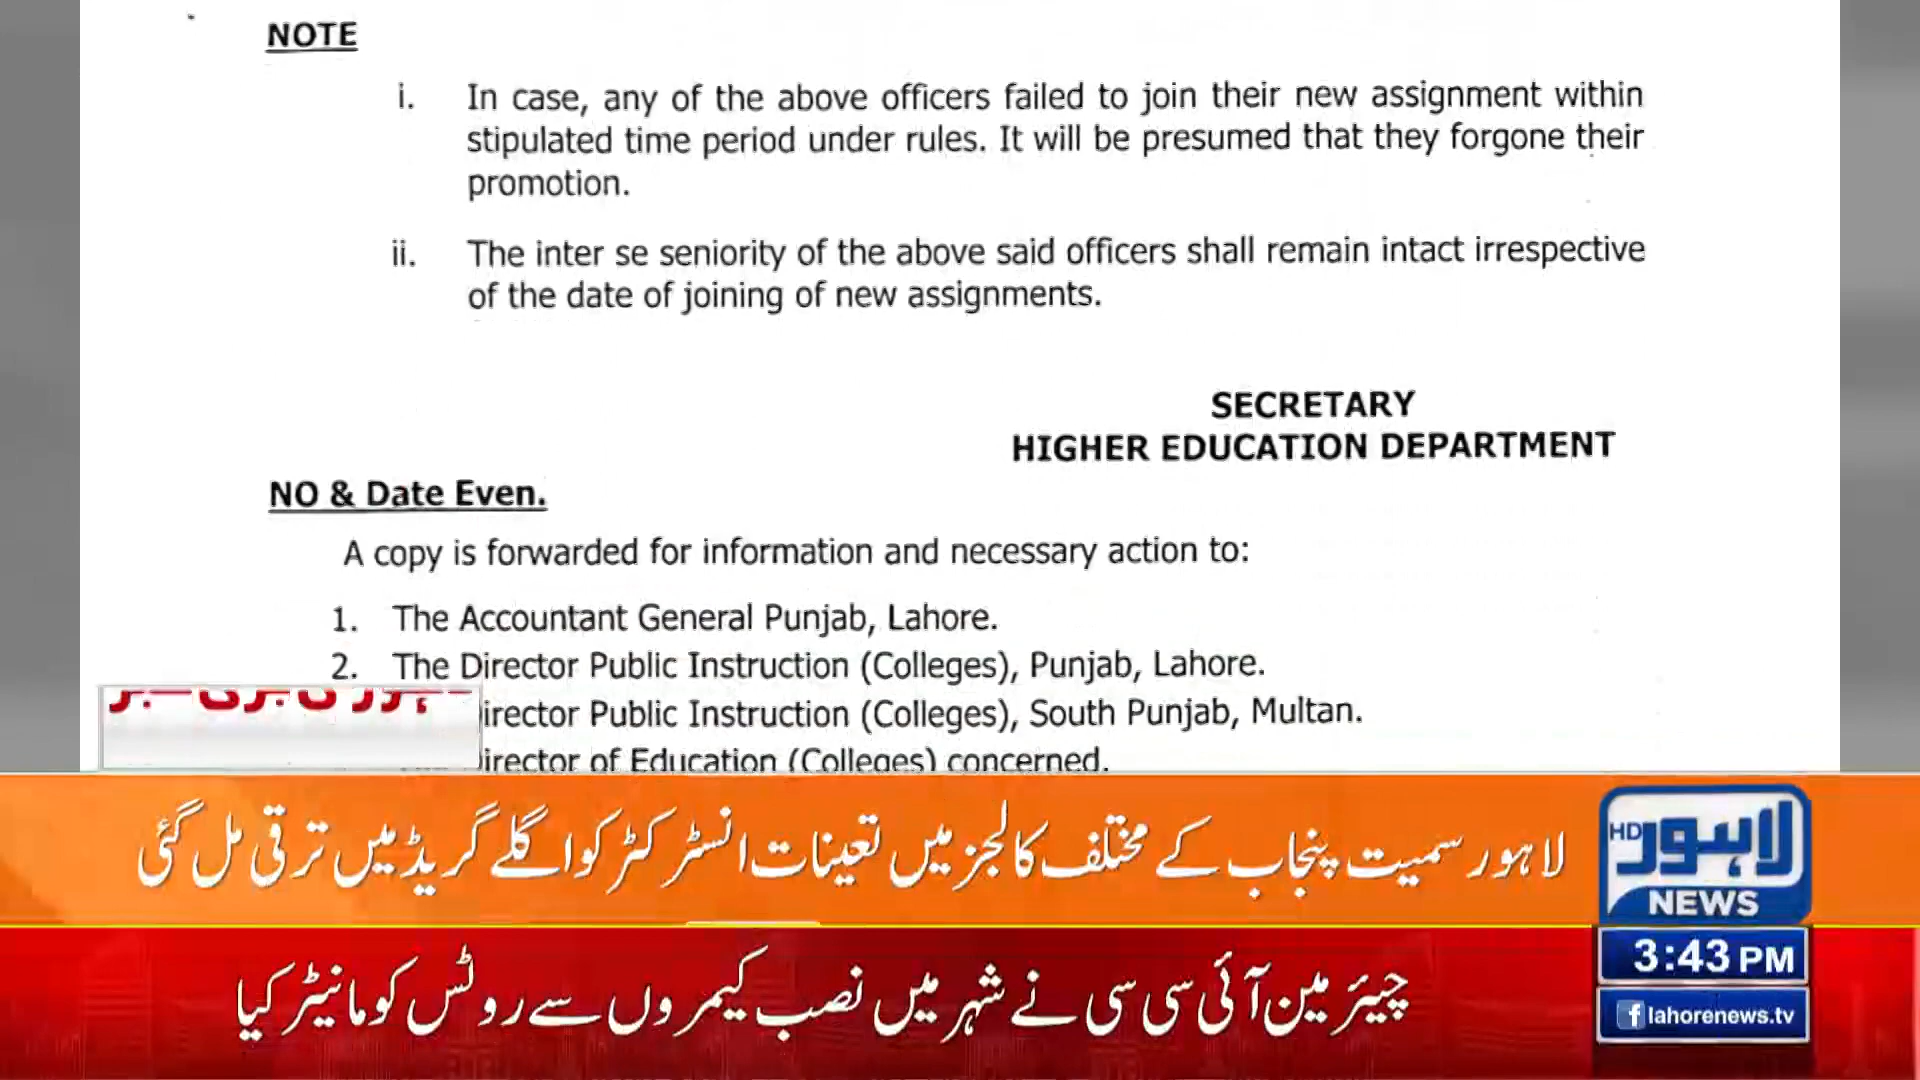 NOTE
i. In case, any of the above officers failed to join their new assignment within
stipulated time period under rules. It will be presumed that they forgone their
promotion.
ii. The inter se seniority of the above said officers shall remain intact irrespective
of the date of joining of new assignments.
SECRETARY
HIGHER EDUCATION DEPARTMENT
NO & Date Even.
A copy is forwarded for information and necessary action to:
1. The Accountant General Punjab, Lahore.
2. The Director Public Instruction (Colleges), Punjab, Lahore.
irector Public Instruction (Colleges), South Punjab, Multan.
irector of Education (Colleges) concerned.
لاہور سمیت پنجاب کے مختلف کالجز میں تعینات انسٹرکٹر کو اگلے گریڈ میں ترقی مل گئی
لاہور HD
NEWS
چیئرمین آئی سی سی نے شہر میں نصب کیمروں سے روٹس کو مانیٹر کیا
3:43 PM
lahorenews.tv